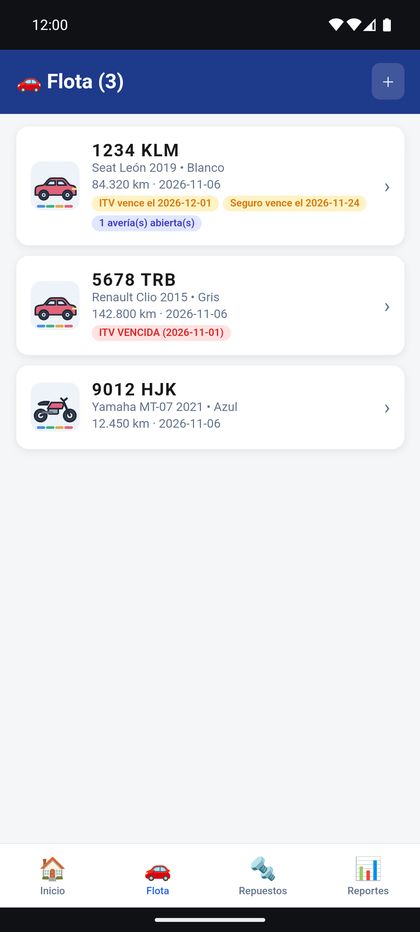 12:00
Flota (3)
+
1234 KLM
Seat León 2019 • Blanco
84.320 km · 2026-11-06
ITV vence el 2026-12-01 Seguro vence el 2026-11-24
1 avería(s) abierta(s)
5678 TRB
Renault Clio 2015 • Gris
142.800 km · 2026-11-06
ITV VENCIDA (2026-11-01)
9012 HJK
Yamaha MT-07 2021 • Azul
12.450 km · 2026-11-06
Inicio Flota Repuestos Reportes